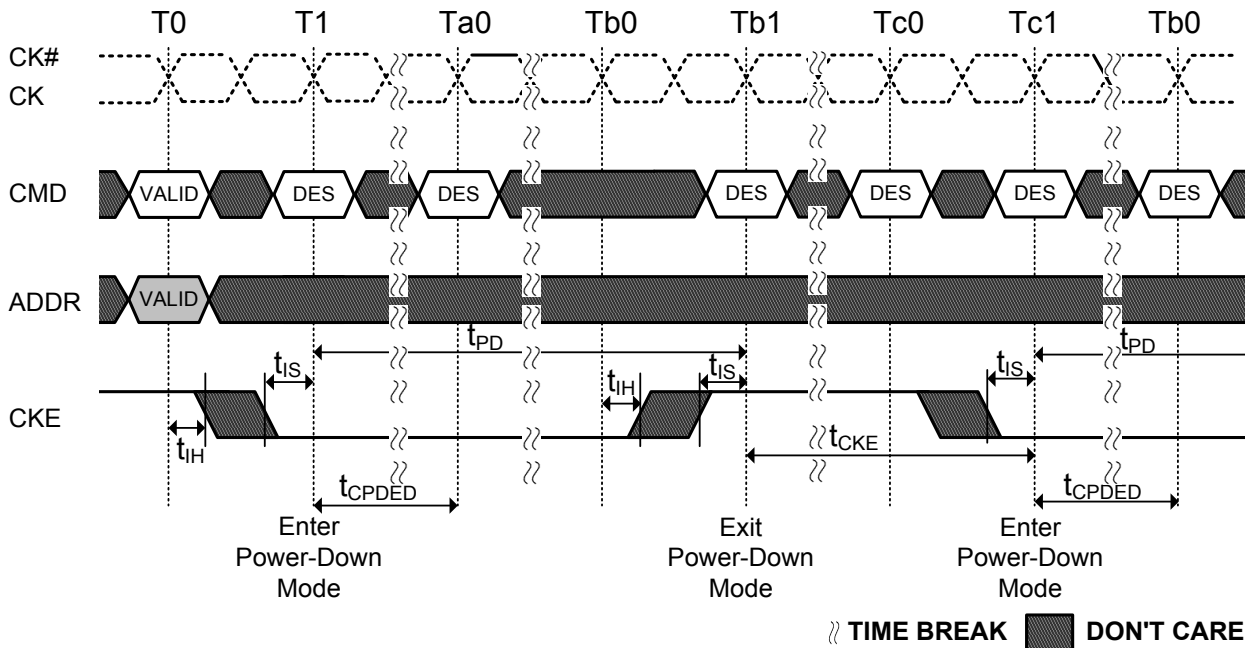 T0 T1 Ta0 Tb0 Tb1 Tc0 Tc1 Tb0
CK#
CK
CMD VALID DES DES DES DES DES DES
ADDR VALID
tPD tPD
tIS tIH tIS tIS
CKE
tIH tCKE
tCPDED tCPDED
Enter Power-Down Mode
Exit Power-Down Mode
Enter Power-Down Mode
TIME BREAK DON'T CARE